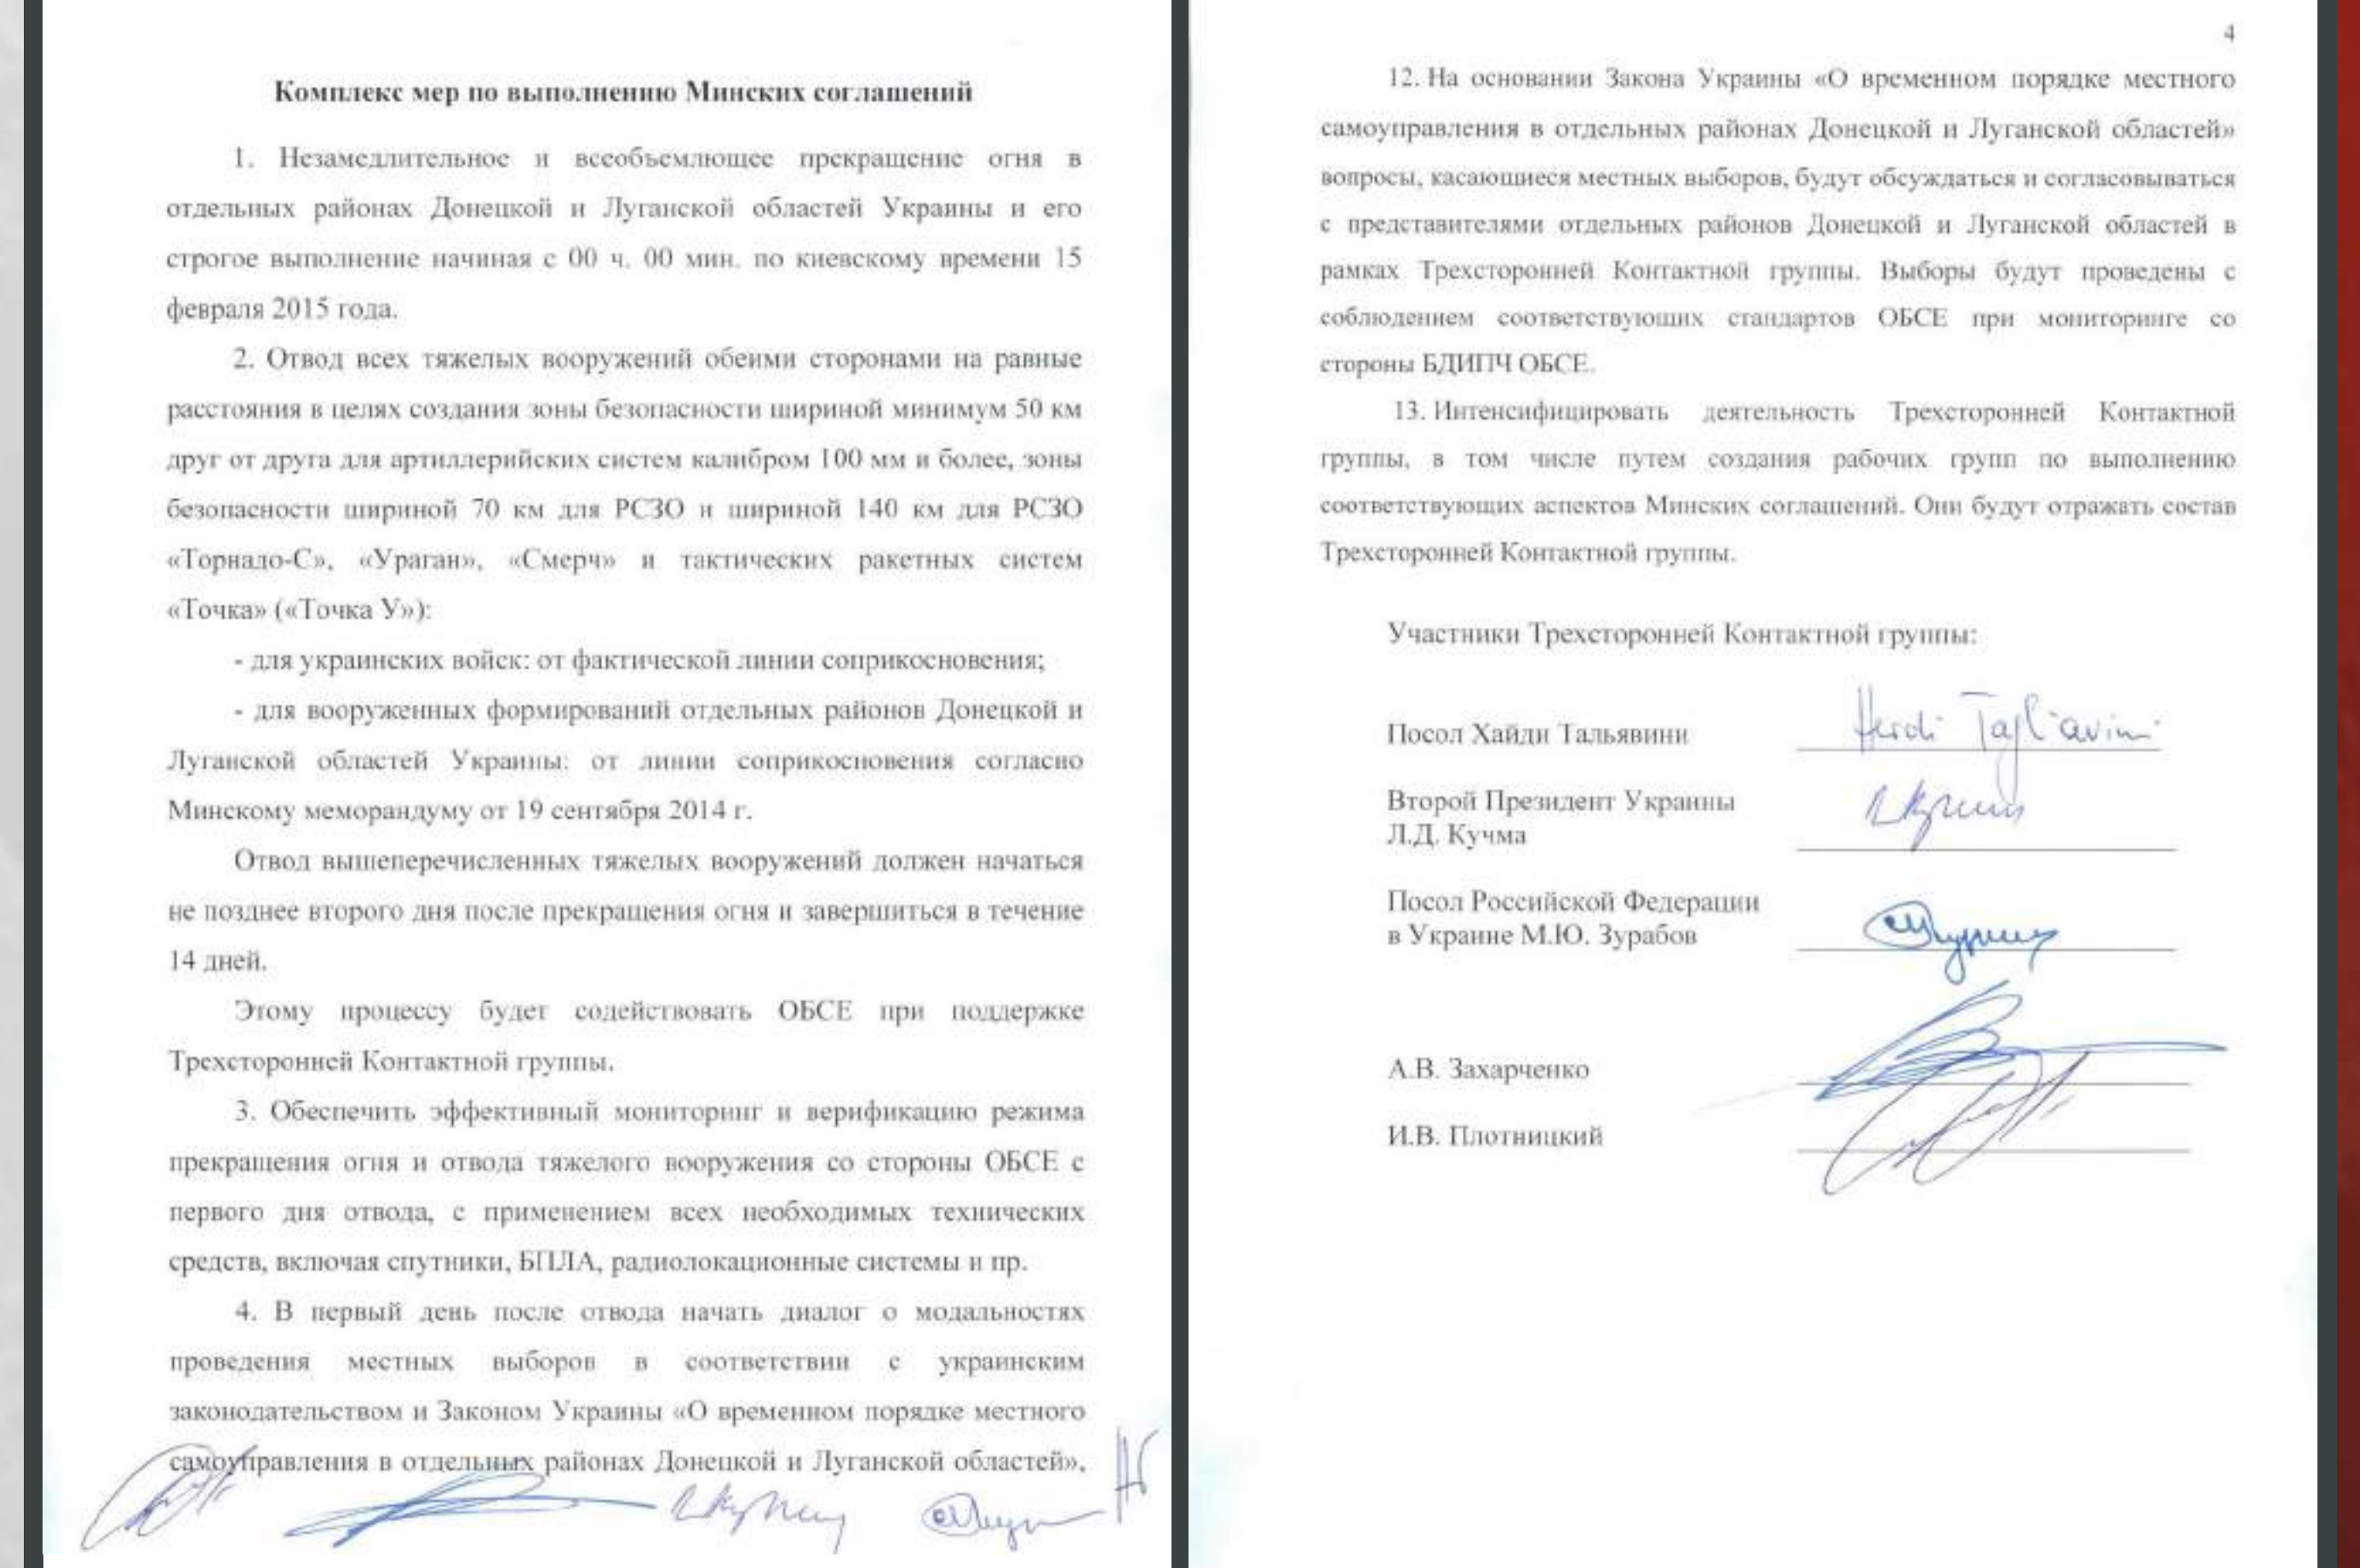 Комплекс мер по выполнению Минских соглашений
1. Незамедлительное и всеобъемлющее прекращение огня в
отдельных районах Донецкой и Луганской областей Украины и его
строгое выполнение начиная с 00 ч. 00 мин. по киевскому времени 15
февраля 2015 года.
2. Отвод всех тяжелых вооружений обеими сторонами на равные
расстояния в целях создания зоны безопасности шириной минимум 50 км
друг от друга для артиллерийских систем калибром 100 мм и более, зоны
безопасности шириной 70 км для РСЗО и шириной 140 км для РСЗО
«Торнадо-С», «Ураган», «Смерч» и тактических ракетных систем
«Точка» («Точка У»):
- для украинских войск: от фактической линии соприкосновения;
- для вооруженных формирований отдельных районов Донецкой и
Луганской областей Украины: от линии соприкосновения согласно
Минскому меморандуму от 19 сентября 2014 г.
Отвод вышеперечисленных тяжелых вооружений должен начаться
не позднее второго дня после прекращения огня и завершиться в течение
14 дней.
Этому процессу будет содействовать ОБСЕ при поддержке
Трехсторонней Контактной группы.
3. Обеспечить эффективный мониторинг и верификацию режима
прекращения огня и отвода тяжелого вооружения со стороны ОБСЕ с
первого дня отвода, с применением всех необходимых технических
средств, включая спутники, БПЛА, радиолокационные системы и пр.
4. В первый день после отвода начать диалог о модальностях
проведения местных выборов в соответствии с украинским
законодательством и Законом Украины «О временном порядке местного
самоуправления в отдельных районах Донецкой и Луганской областей»,
4
12. На основании Закона Украины «О временном порядке местного
самоуправления в отдельных районах Донецкой и Луганской областей»
вопросы, касающиеся местных выборов, будут обсуждаться и согласовываться
с представителями отдельных районов Донецкой и Луганской областей в
рамках Трехсторонней Контактной группы. Выборы будут проведены с
соблюдением соответствующих стандартов ОБСЕ при мониторинге со
стороны БДИПЧ ОБСЕ.
13. Интенсифицировать деятельность Трехсторонней Контактной
группы, в том числе путем создания рабочих групп по выполнению
соответствующих аспектов Минских соглашений. Они будут отражать состав
Трехсторонней Контактной группы.
Участники Трехсторонней Контактной группы:
Посол Хайди Тальявини Heidi Tagliavini
Второй Президент Украины
Л.Д. Кучма
Посол Российской Федерации
в Украине М.Ю. Зурабов
А.В. Захарченко
И.В. Плотницкий